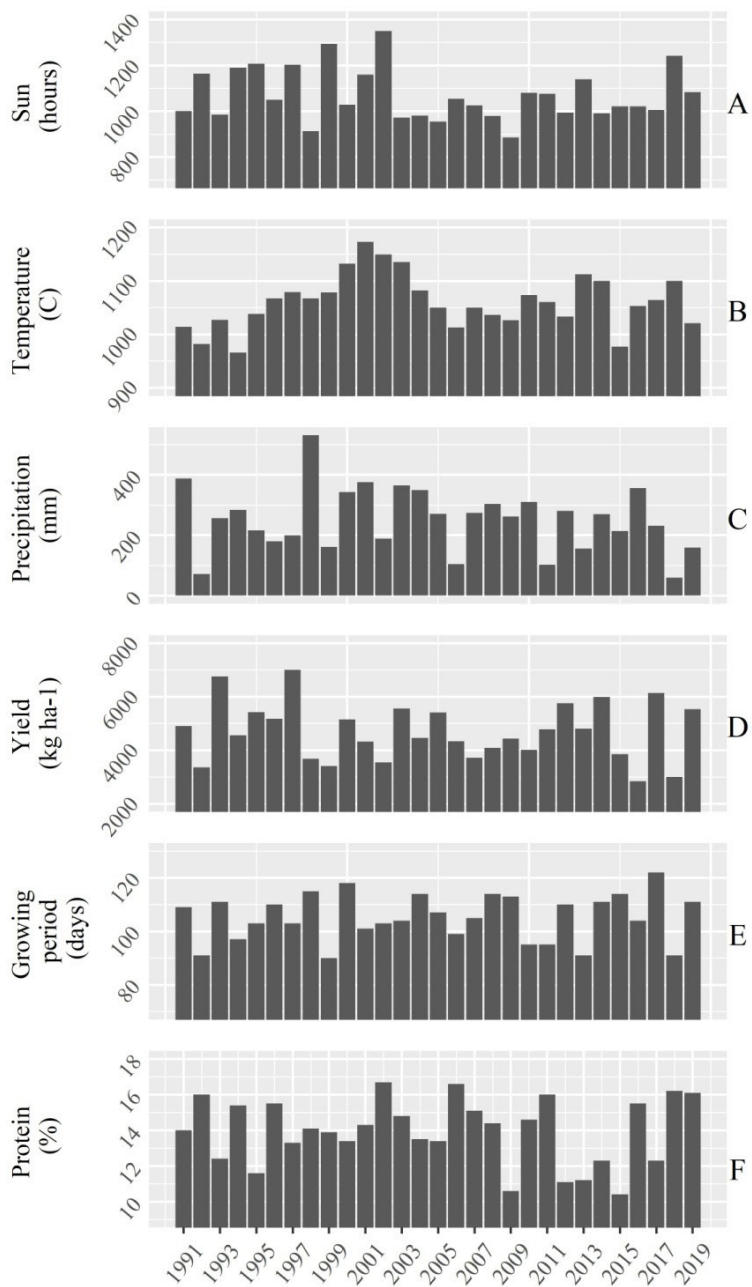 Sun
(hours)
1400
1200
1000
800
A
Temperature
(C)
1200
1100
1000
900
B
Precipitation
(mm)
400
200
0
C
Yield
(kg ha-1)
8000
6000
4000
2000
D
Growing
period
(days)
120
100
80
E
Protein
(%)
18
16
14
12
10
F
1991 1993 1995 1997 1999 2001 2003 2005 2007 2009 2011 2013 2015 2017 2019